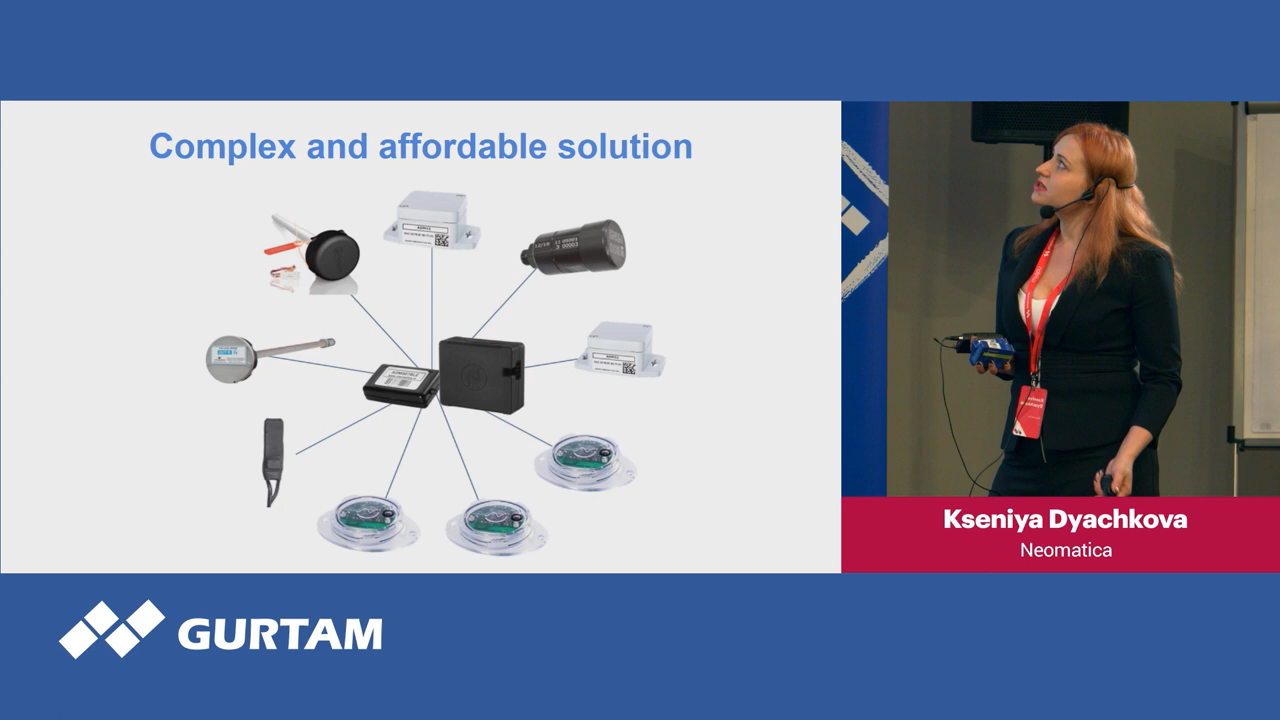 Complex and affordable solution
Kseniya Dyachkova
Neomatica
GURTAM